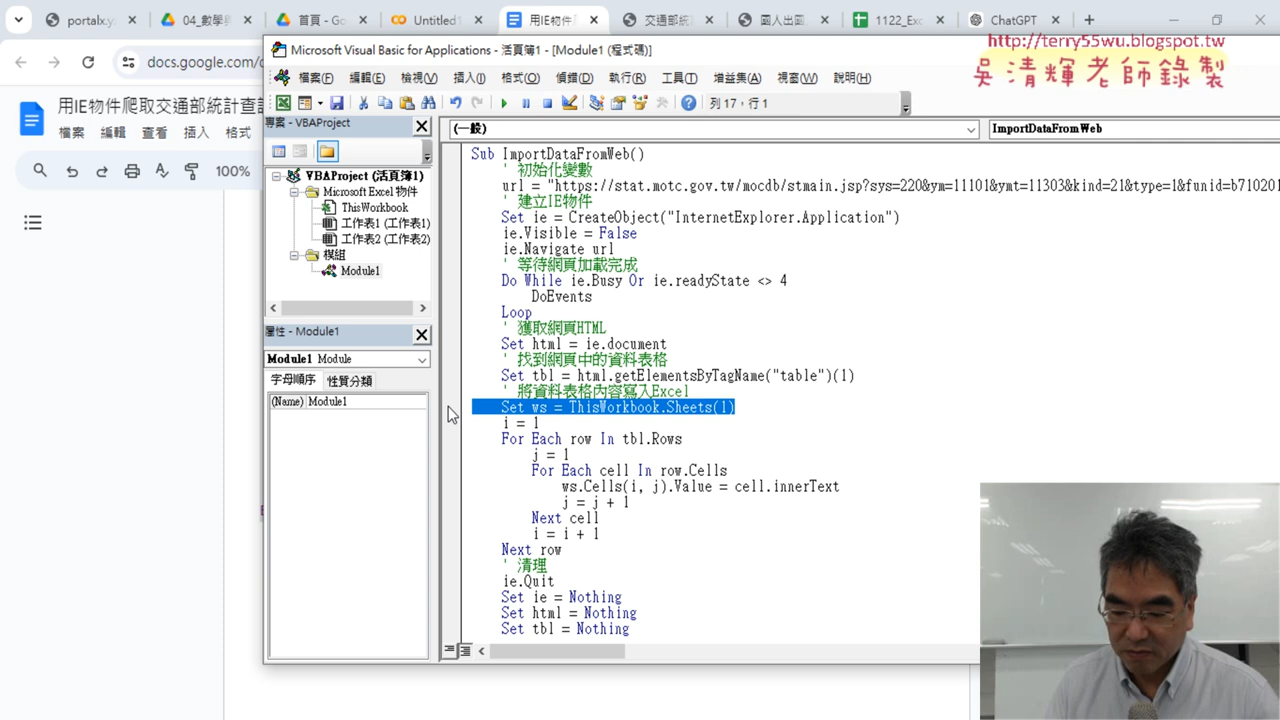 portalx.yz
04_數學與
首頁 - Go
Untitled1
用IE物件爬
交通部統計
國人出國
1122_Exc
ChatGPT
docs.google.com/d
http://terry55wu.blogspot.tw
吳清輝老師錄製
用IE物件爬取交通部統計查詢
檔案 編輯 查看 插入 格式
100%
Microsoft Visual Basic for Applications - 活頁簿1 - [Module1 (程式碼)]
檔案(F) 編輯(E) 檢視(V) 插入(I) 格式(O) 偵錯(D) 執行(R) 工具(T) 增益集(A) 視窗(W) 說明(H)
列 17，行 1
專案 - VBAProject
VBAProject (活頁簿1)
Microsoft Excel 物件
ThisWorkbook
工作表1 (工作表1)
工作表2 (工作表2)
模組
Module1
屬性 - Module1
Module1 Module
字母順序 性質分類
(Name) Module1
(一般)
ImportDataFromWeb
Sub ImportDataFromWeb()
' 初始化變數
url = "https://stat.motc.gov.tw/mocdb/stmain.jsp?sys=220&ym=11101&ymt=11303&kind=21&type=1&funid=b710201
' 建立IE物件
Set ie = CreateObject("InternetExplorer.Application")
ie.Visible = False
ie.Navigate url
' 等待網頁加載完成
Do While ie.Busy Or ie.readyState <> 4
DoEvents
Loop
' 獲取網頁HTML
Set html = ie.document
' 找到網頁中的資料表格
Set tbl = html.getElementsByTagName("table")(1)
' 將資料表格內容寫入Excel
Set ws = ThisWorkbook.Sheets(1)
i = 1
For Each row In tbl.Rows
j = 1
For Each cell In row.Cells
ws.Cells(i, j).Value = cell.innerText
j = j + 1
Next cell
i = i + 1
Next row
' 清理
ie.Quit
Set ie = Nothing
Set html = Nothing
Set tbl = Nothing